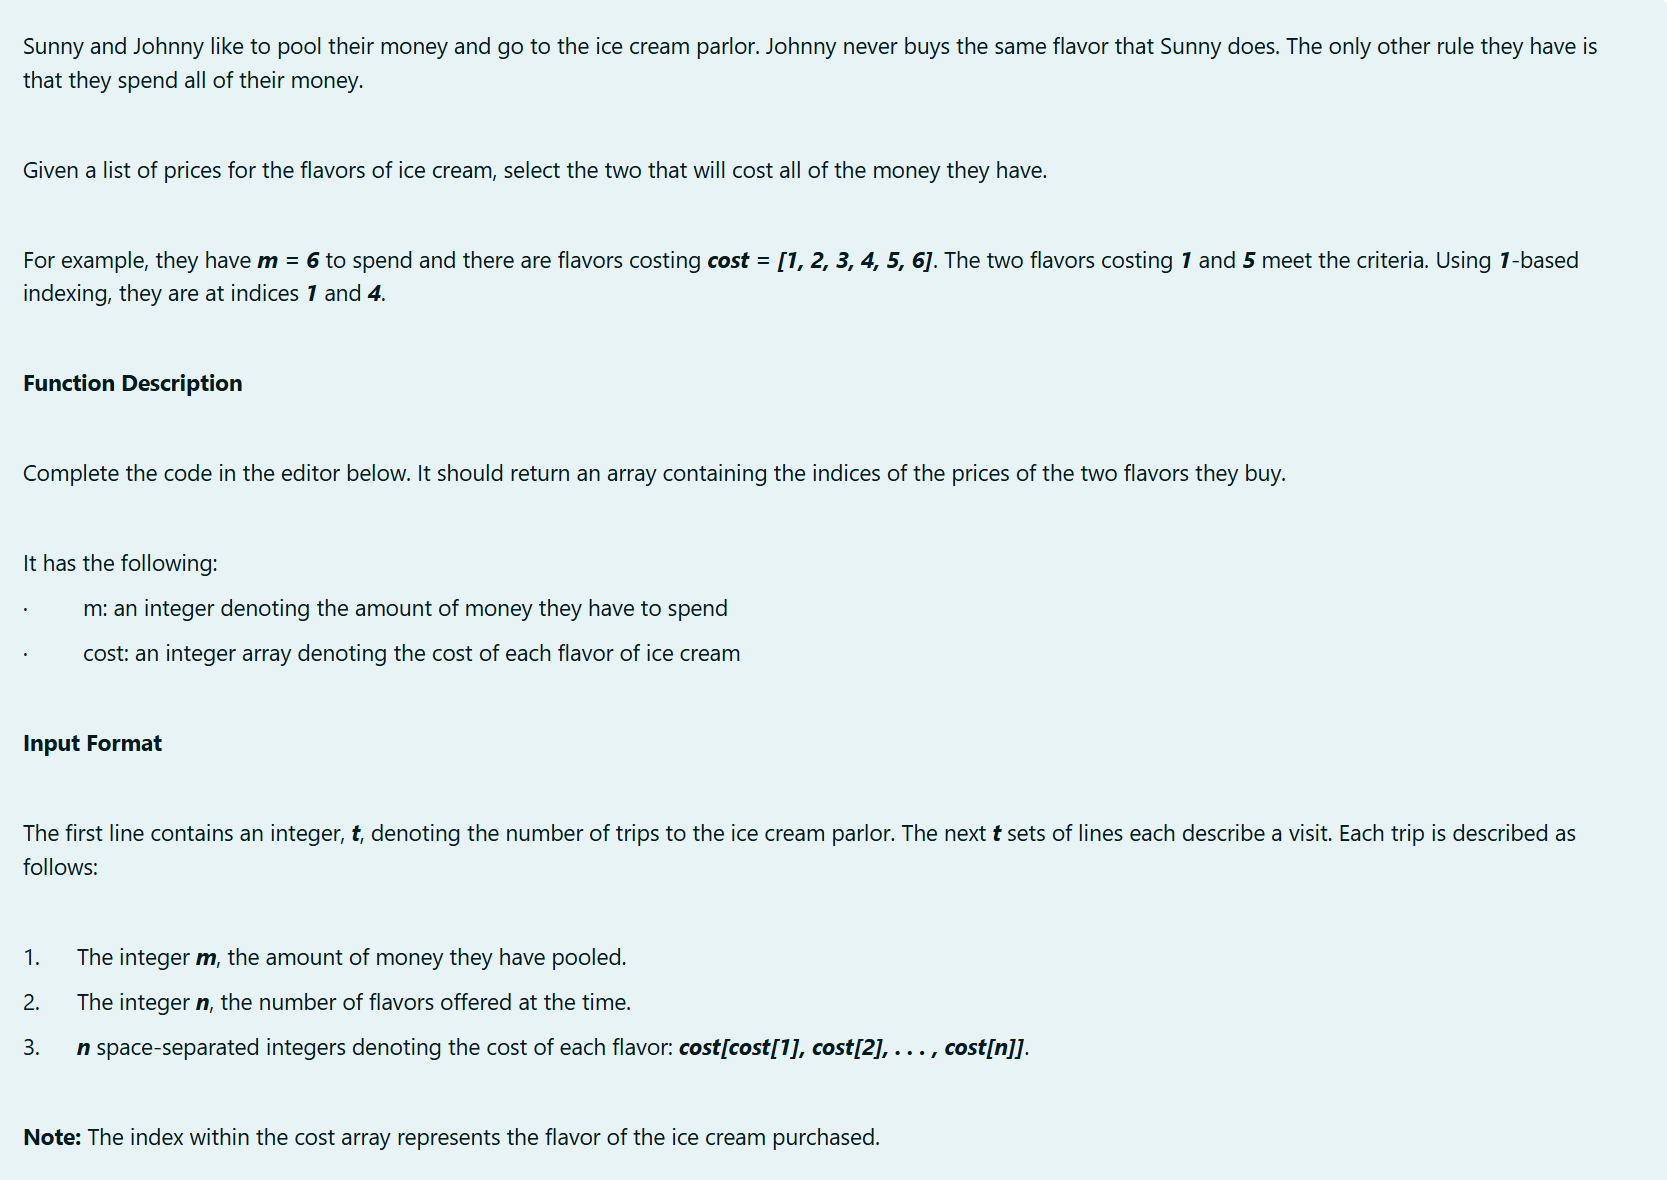 Sunny and Johnny like to pool their money and go to the ice cream parlor. Johnny never buys the same flavor that Sunny does. The only other rule they have is
that they spend all of their money.
Given a list of prices for the flavors of ice cream, select the two that will cost all of the money they have.
For example, they have m = 6 to spend and there are flavors costing cost = [1, 2, 3, 4, 5, 6]. The two flavors costing 1 and 5 meet the criteria. Using 1-based
indexing, they are at indices 1 and 4.
Function Description
Complete the code in the editor below. It should return an array containing the indices of the prices of the two flavors they buy.
It has the following:
· m: an integer denoting the amount of money they have to spend
· cost: an integer array denoting the cost of each flavor of ice cream
Input Format
The first line contains an integer, t, denoting the number of trips to the ice cream parlor. The next t sets of lines each describe a visit. Each trip is described as
follows:
1. The integer m, the amount of money they have pooled.
2. The integer n, the number of flavors offered at the time.
3. n space-separated integers denoting the cost of each flavor: cost[cost[1], cost[2], . . . , cost[n]].
Note: The index within the cost array represents the flavor of the ice cream purchased.